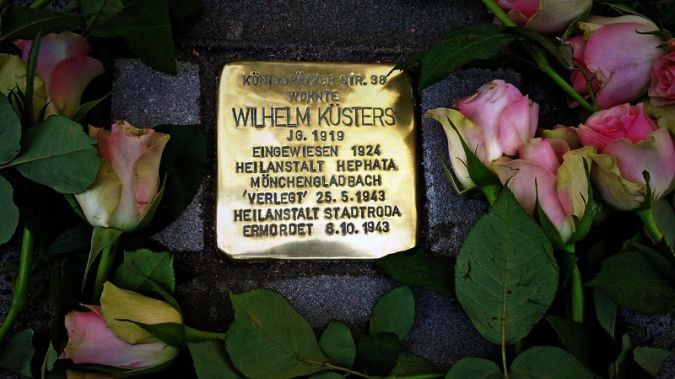 KÖNIGSHÜTZER STR. 38
WOHNTE
WILHELM KÜSTERS
JG. 1919
EINGEWIESEN 1924
HEILANSTALT HEPHATA
MÖNCHENGLADBACH
'VERLEGT' 25.5.1943
HEILANSTALT STADTRODA
ERMORDET 6.10.1943